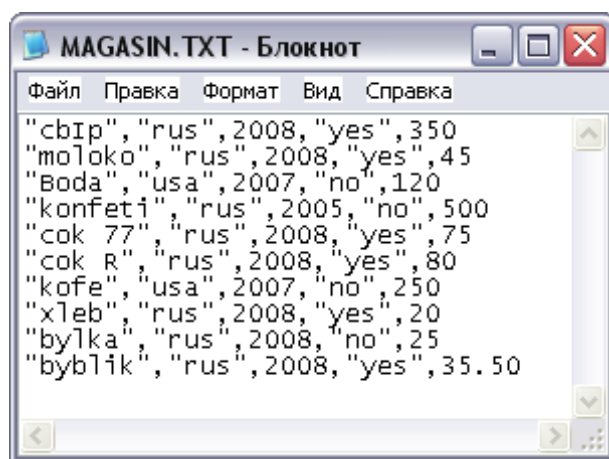 MAGASIN.TXT - Блокнот
Файл Правка Формат Вид Справка
"cbIp","rus",2008,"yes",350
"moloko","rus",2008,"yes",45
"Boda","usa",2007,"no",120
"konfeti","rus",2005,"no",500
"cok 77","rus",2008,"yes",75
"cok R","rus",2008,"yes",80
"kofe","usa",2007,"no",250
"xleb","rus",2008,"yes",20
"bylka","rus",2008,"no",25
"byblik","rus",2008,"yes",35.50